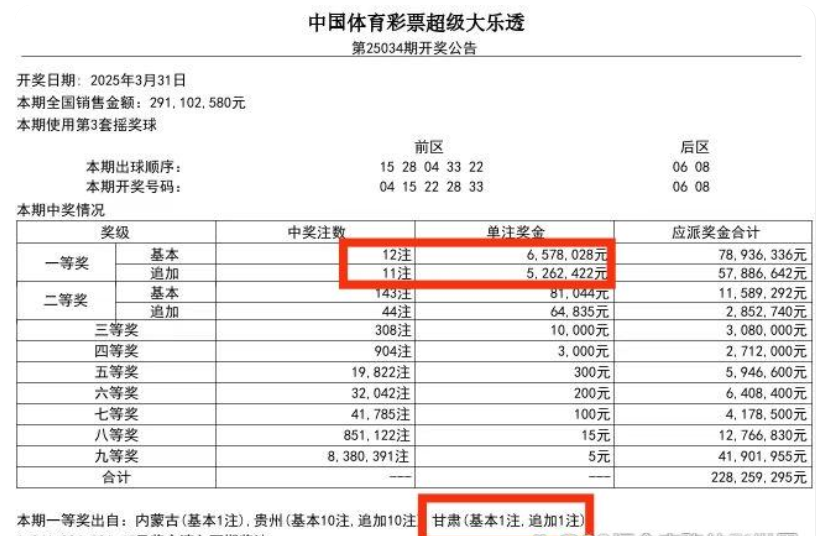 中国体育彩票超级大乐透
第25034期开奖公告
开奖日期: 2025年3月31日
本期全国销售金额: 291,102,580元
本期使用第3套摇奖球
前区 后区
本期出球顺序: 15 28 04 33 22 06 08
本期开奖号码: 04 15 22 28 33 06 08
本期中奖情况
奖级 中奖注数 单注奖金 应派奖金合计
一等奖 基本 12注 6,578,028元 78,936,336元
追加 11注 5,262,422元 57,886,642元
二等奖 基本 143注 81,044元 11,589,292元
追加 44注 64,835元 2,852,740元
三等奖 308注 10,000元 3,080,000元
四等奖 904注 3,000元 2,712,000元
五等奖 19,822注 300元 5,946,600元
六等奖 32,042注 200元 6,408,400元
七等奖 41,785注 100元 4,178,500元
八等奖 851,122注 15元 12,766,830元
九等奖 8,380,391注 5元 41,901,955元
合计 --- --- 228,259,295元
本期一等奖出自: 内蒙古(基本1注),贵州(基本10注,追加10注 甘肃(基本1注,追加1注)